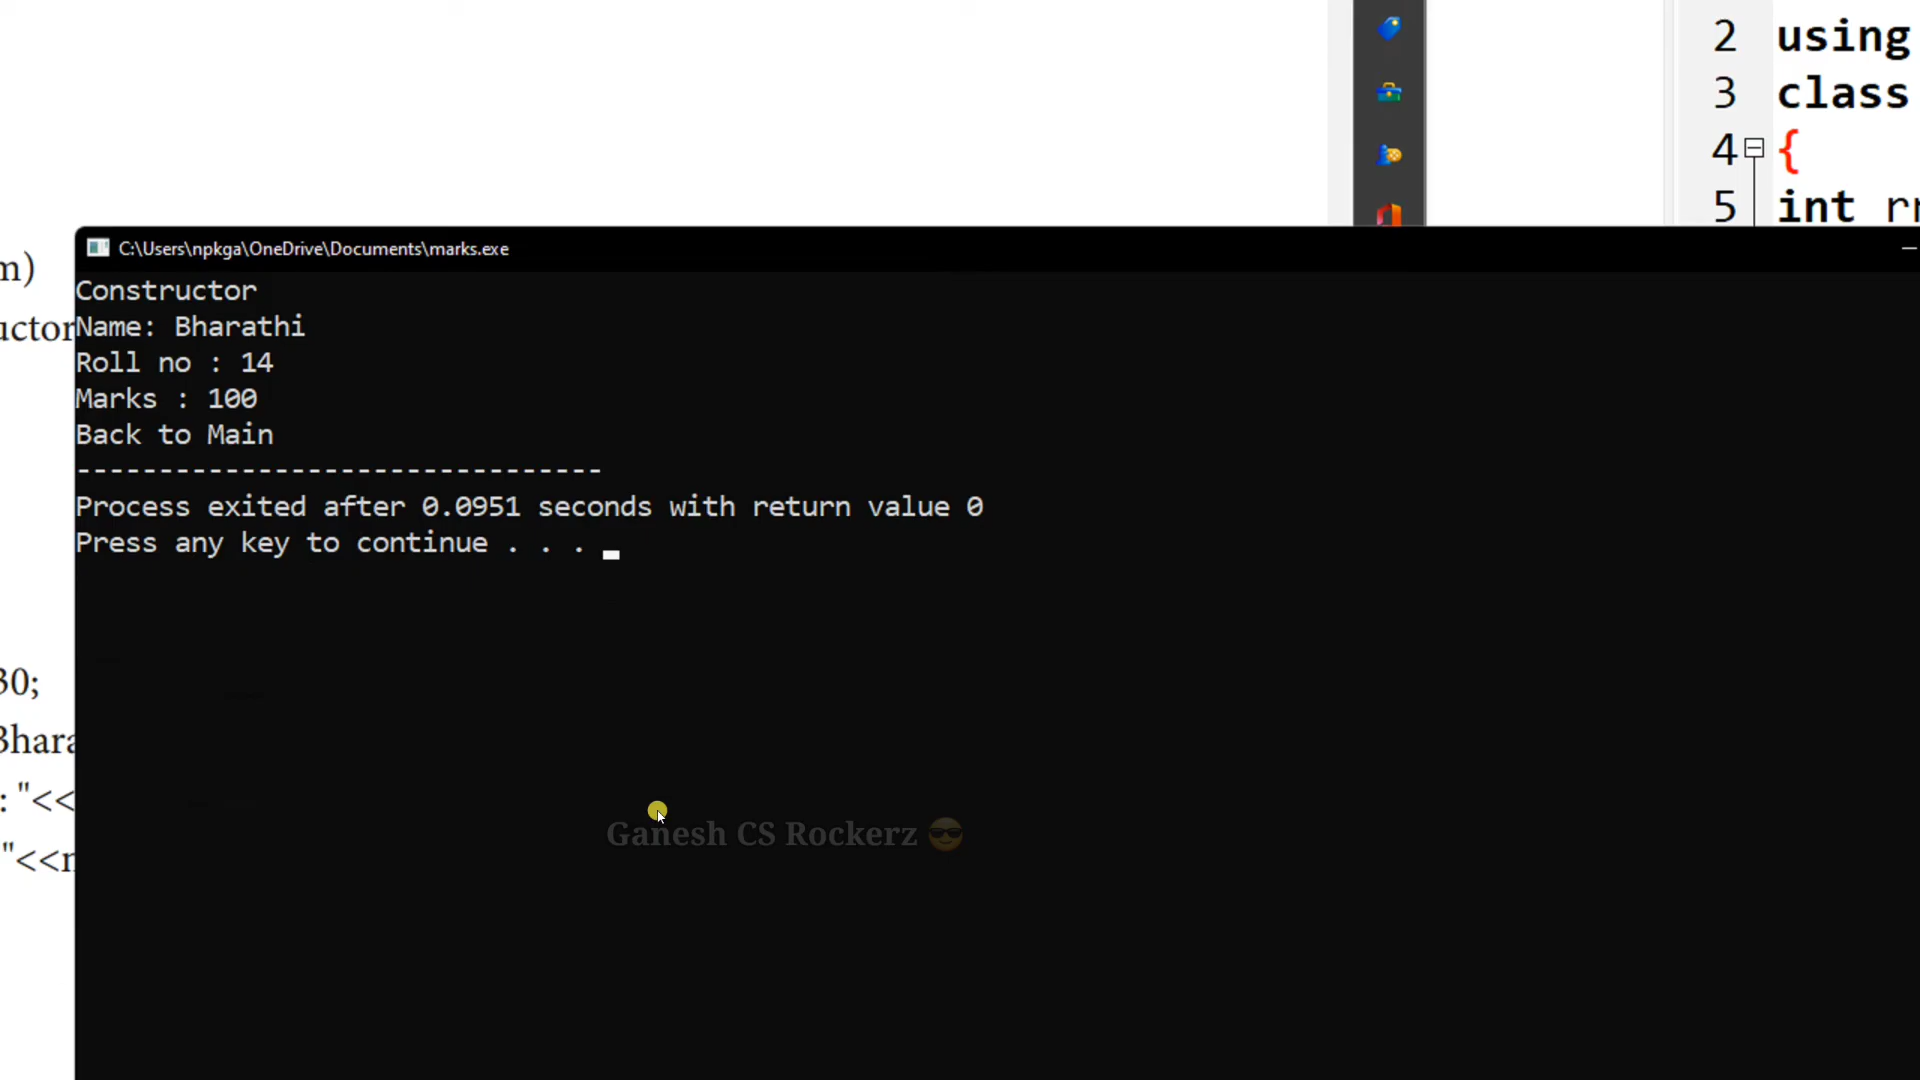 2 using
3 class
4 {
5 int
m)
uctor
C:\Users\npkga\OneDrive\Documents\marks.exe
Constructor
Name: Bharathi
Roll no : 14
Marks : 100
Back to Main
--------------------------------
Process exited after 0.0951 seconds with return value 0
Press any key to continue . . .
30;
Bhara
: "<<
"<<
Ganesh CS Rockerz 😎